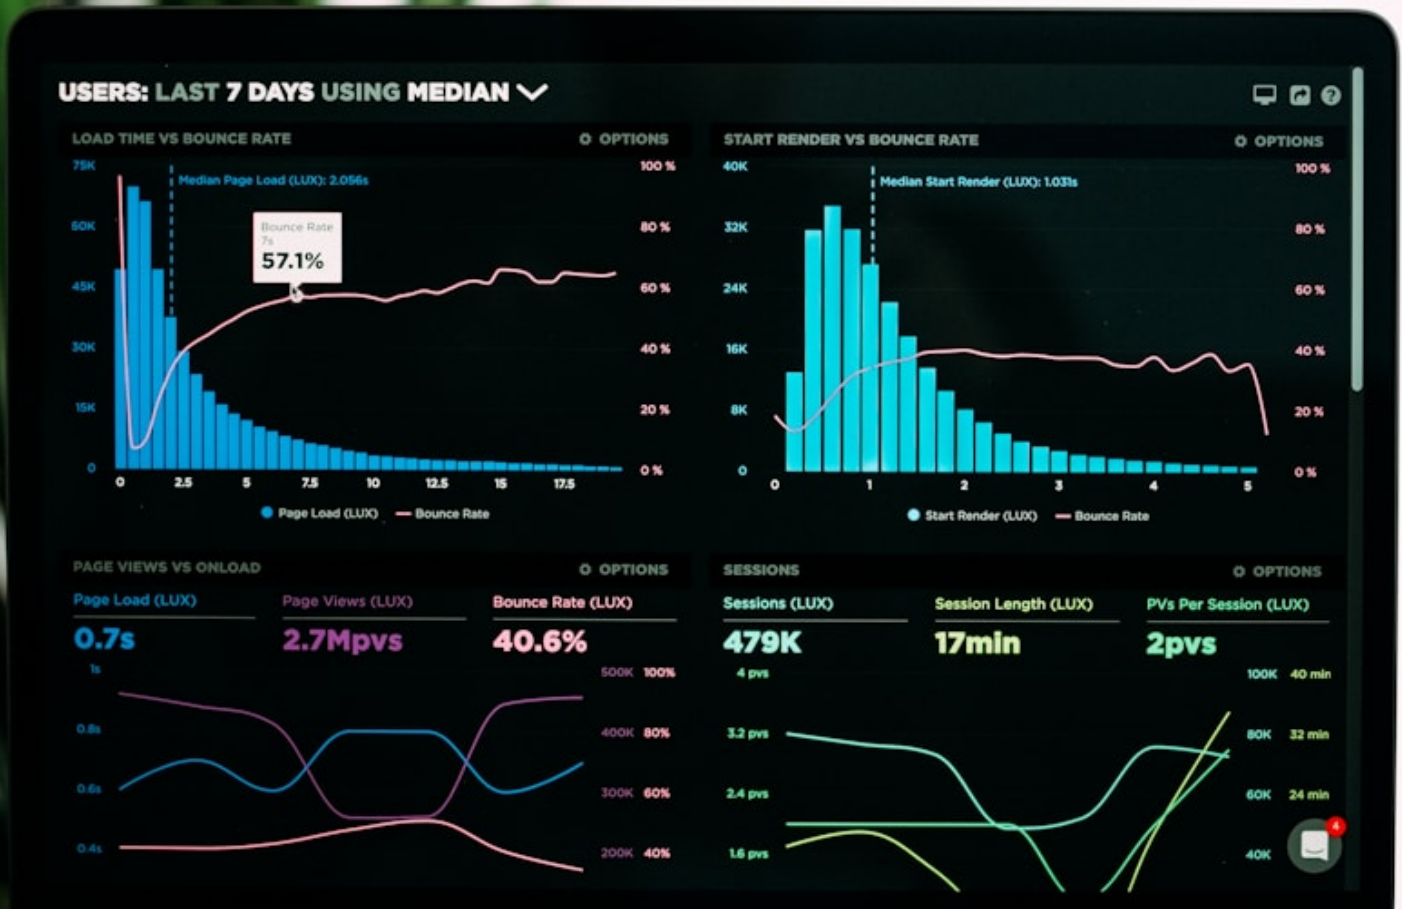 USERS: LAST 7 DAYS USING MEDIAN
LOAD TIME VS BOUNCE RATE
OPTIONS
75K
60K
45K
30K
15K
0
Median Page Load (LUX): 2.056s
Bounce Rate
7s
57.1%
100 %
80 %
60 %
40 %
20 %
0 %
0 2.5 5 7.5 10 12.5 15 17.5
Page Load (LUX) Bounce Rate
START RENDER VS BOUNCE RATE
OPTIONS
40K
32K
24K
16K
8K
0
Median Start Render (LUX): 1.031s
100 %
80 %
60 %
40 %
20 %
0 %
0 1 2 3 4 5
Start Render (LUX) Bounce Rate
PAGE VIEWS VS ONLOAD
OPTIONS
Page Load (LUX)
0.7s
Page Views (LUX)
2.7Mpvs
Bounce Rate (LUX)
40.6%
1s
0.8s
0.6s
0.4s
500K 100%
400K 80%
300K 60%
200K 40%
SESSIONS
OPTIONS
Sessions (LUX)
479K
Session Length (LUX)
17min
PVs Per Session (LUX)
2pvs
4 pvs
3.2 pvs
2.4 pvs
1.6 pvs
100K 40 min
80K 32 min
60K 24 min
40K
4